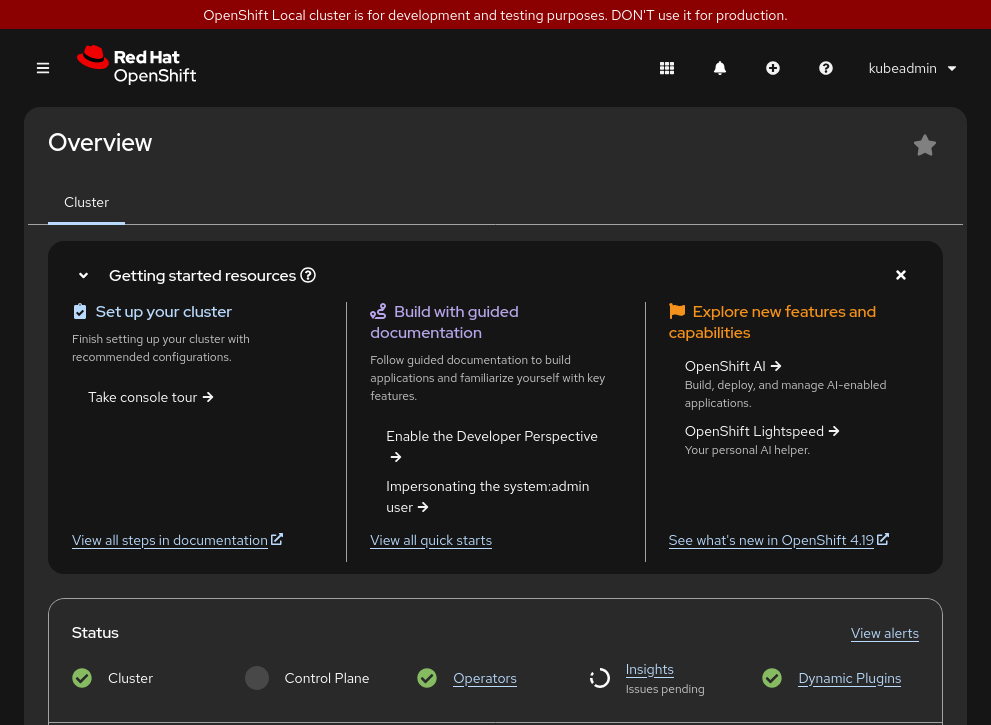 OpenShift Local cluster is for development and testing purposes. DON'T use it for production.
Red Hat
OpenShift
kubeadmin
Overview
Cluster
Getting started resources
Set up your cluster
Finish setting up your cluster with
recommended configurations.
Take console tour
View all steps in documentation
Build with guided
documentation
Follow guided documentation to build
applications and familiarize yourself with key
features.
Enable the Developer Perspective
Impersonating the system:admin
user
View all quick starts
Explore new features and
capabilities
OpenShift AI
Build, deploy, and manage AI-enabled
applications.
OpenShift Lightspeed
Your personal AI helper.
See what's new in OpenShift 4.19
Status
View alerts
Cluster
Control Plane
Operators
Insights
Issues pending
Dynamic Plugins